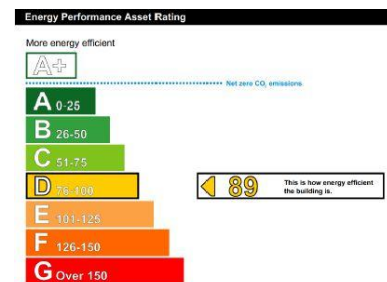 Energy Performance Asset Rating
More energy efficient
A+
Net zero CO₂ emissions
A 0-25
B 26-50
C 51-75
D 76-100
89
This is how energy efficient
the building is.
E 101-125
F 126-150
G Over 150